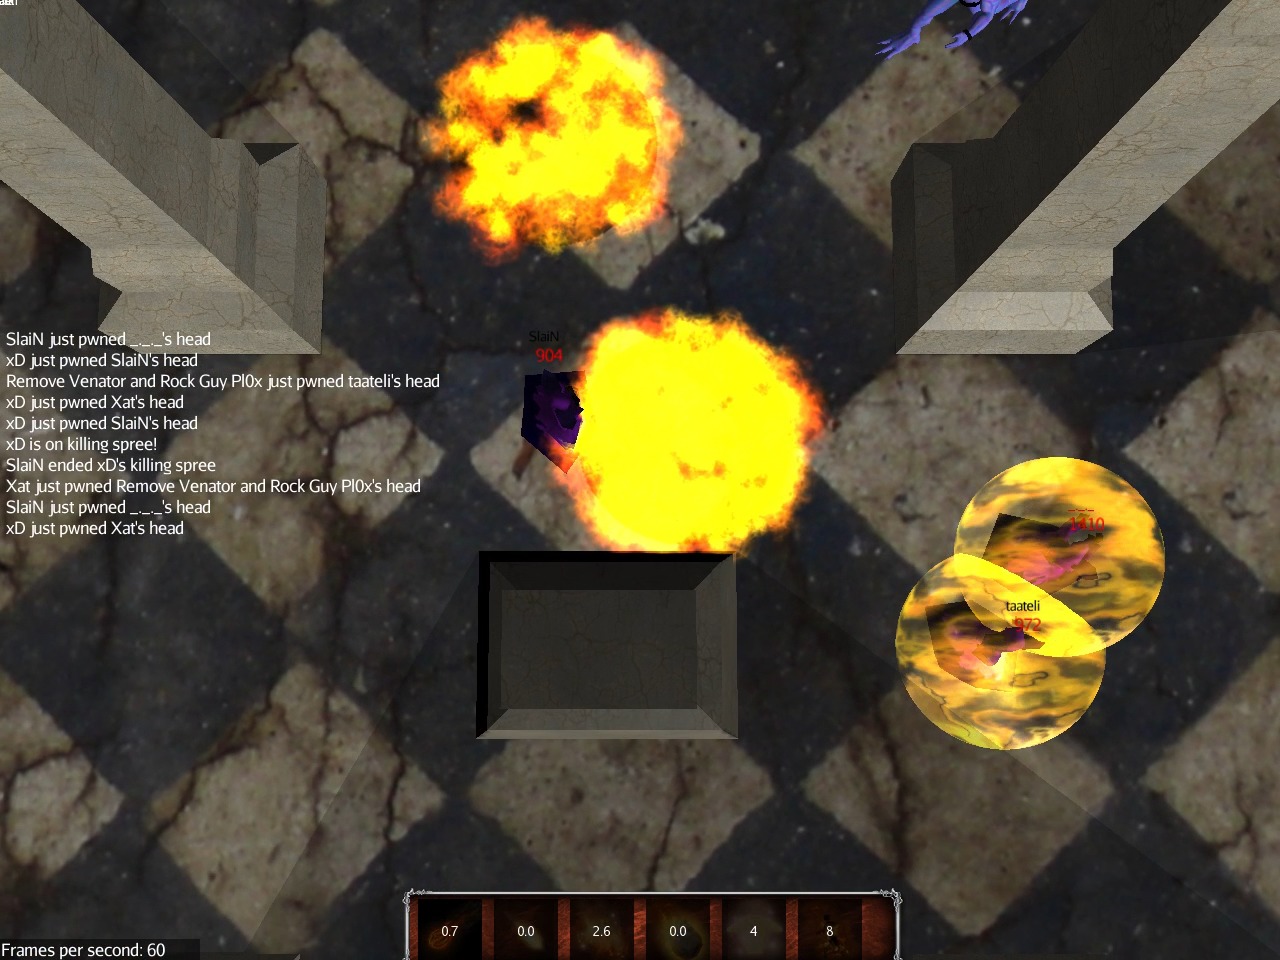 SlaiN
904
SlaiN just pwned _._._'s head
xD just pwned SlaiN's head
Remove Venator and Rock Guy Pl0x just pwned taateli's head
xD just pwned Xat's head
xD just pwned SlaiN's head
xD is on killing spree!
SlaiN ended xD's killing spree
Xat just pwned Remove Venator and Rock Guy Pl0x's head
SlaiN just pwned _._._'s head
xD just pwned Xat's head
_._._
1410
taateli
972
0.7 0.0 2.6 0.0 4 8
Frames per second: 60